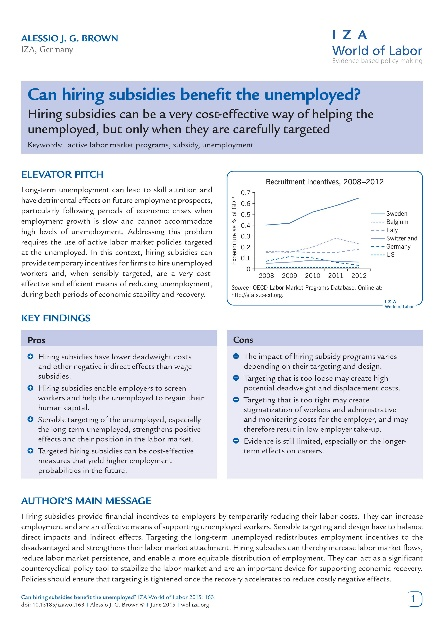 ALESSIO J. G. BROWN
IZA, Germany
I Z A
World of Labor
Evidence-based policy making
Can hiring subsidies benefit the unemployed?
Hiring subsidies can be a very cost-effective way of helping the
unemployed, but only when they are carefully targeted
Keywords: active labor market programs, subsidy, unemployment
ELEVATOR PITCH
Long-term unemployment can lead to skill attrition and
have detrimental effects on future employment prospects,
particularly following periods of economic crises when
employment growth is slow and cannot accommodate
high levels of unemployment. Addressing this problem
requires the use of active labor market policies targeted
at the unemployed. In this context, hiring subsidies can
provide temporary incentives for firms to hire unemployed
workers and, when sensibly targeted, are a very cost-
effective and efficient means of reducing unemployment,
during both periods of economic stability and recovery.
Recruitment incentives, 2008–2012
0.7
0.6
0.5
0.4
0.3
0.2
0.1
0
2008 2009 2010 2011 2012
Sweden
Belgium
Italy
Switzerland
Germany
US
Source: OECD Labor Market Programs Database. Online at:
I Z A
World of Labor
KEY FINDINGS
Pros
Hiring subsidies have lower deadweight costs
and other negative indirect effects than wage
subsidies.
Hiring subsidies enable employers to screen
workers and help the unemployed to regain their
human capital.
Sensible targeting of the unemployed, especially
the long-term unemployed, strengthens positive
effects and their position in the labor market.
Targeted hiring subsidies can be cost-effective
measures that yield higher employment
probabilities in the future.
Cons
The impact of hiring subsidy programs varies
depending on their targeting and design.
Targeting that is too loose may create high
potential deadweight and displacement costs.
Targeting that is too tight may create
stigmatization of workers and administrative
and monitoring costs for the employer, and may
therefore result in low employer take-up.
Evidence is still limited, especially on the longer-
term effects on careers.
AUTHOR'S MAIN MESSAGE
Hiring subsidies provide financial incentives to employers by temporarily reducing their labor costs. They can increase
employment and are an effective means of supporting unemployed workers. Sensible targeting and design have to balance
direct impacts and indirect effects. Targeting the long-term unemployed redistributes employment incentives to the
disadvantaged and strengthens their labor market attachment. Hiring subsidies can thereby increase labor market flows,
reduce labor market persistence, and enable a more equitable distribution of employment. They can act as a significant
countercyclical policy tool to stabilize the labor market and are an important device for supporting economic recovery.
Policies should ensure that targeting is tightened once the recovery accelerates to reduce costly negative effects.
Can hiring subsidies benefit the unemployed? IZA World of Labor 2015: 163
doi: 10.15185/izawol.163 | Alessio J. G. Brown © | June 2015 | wol.iza.org
1